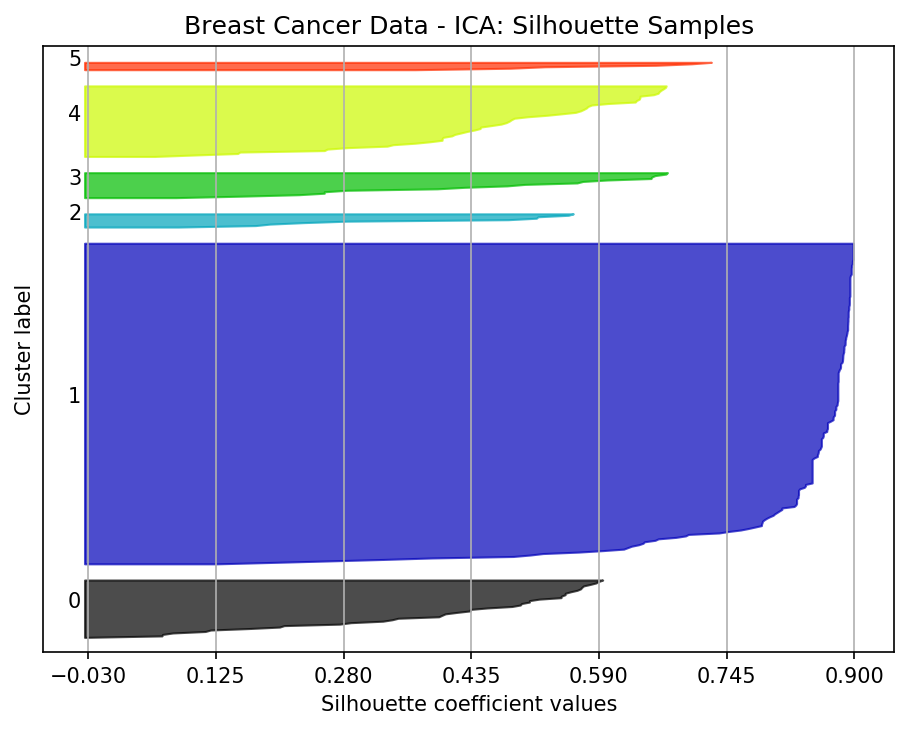 Breast Cancer Data - ICA: Silhouette Samples
5
4
3
2
1
0
Cluster label
−0.030 0.125 0.280 0.435 0.590 0.745 0.900
Silhouette coefficient values